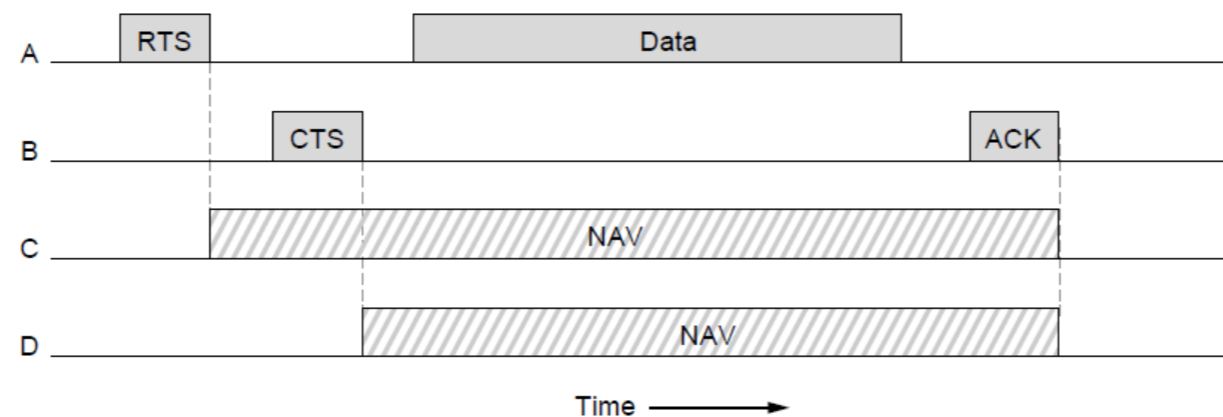 A RTS Data
B CTS ACK
C NAV
D NAV
Time